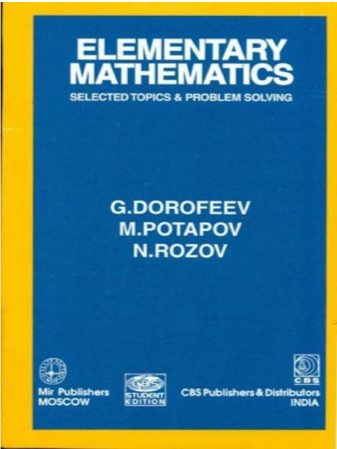 ELEMENTARY
MATHEMATICS
SELECTED TOPICS & PROBLEM SOLVING
G.DOROFEEV
M.POTAPOV
N.ROZOV
CBS
Mir Publishers
MOSCOW
CBS
STUDENT
EDITION
CBS Publishers & Distributors
INDIA